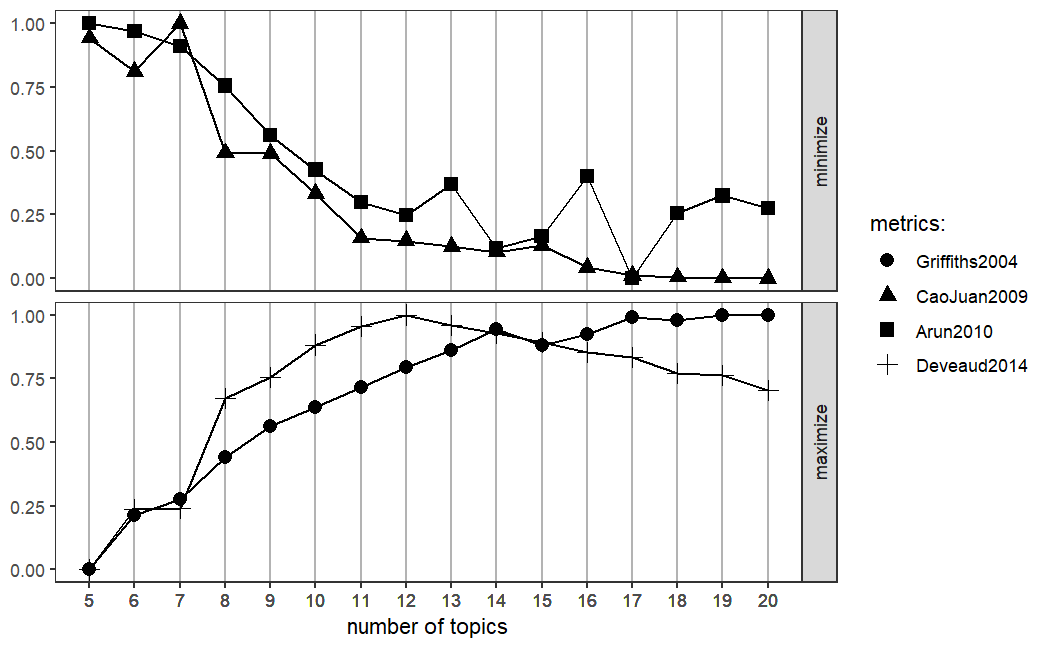 1.00
0.75
0.50
0.25
0.00
minimize
1.00
0.75
0.50
0.25
0.00
maximize
5 6 7 8 9 10 11 12 13 14 15 16 17 18 19 20
number of topics
metrics:
Griffiths2004
CaoJuan2009
Arun2010
Deveaud2014